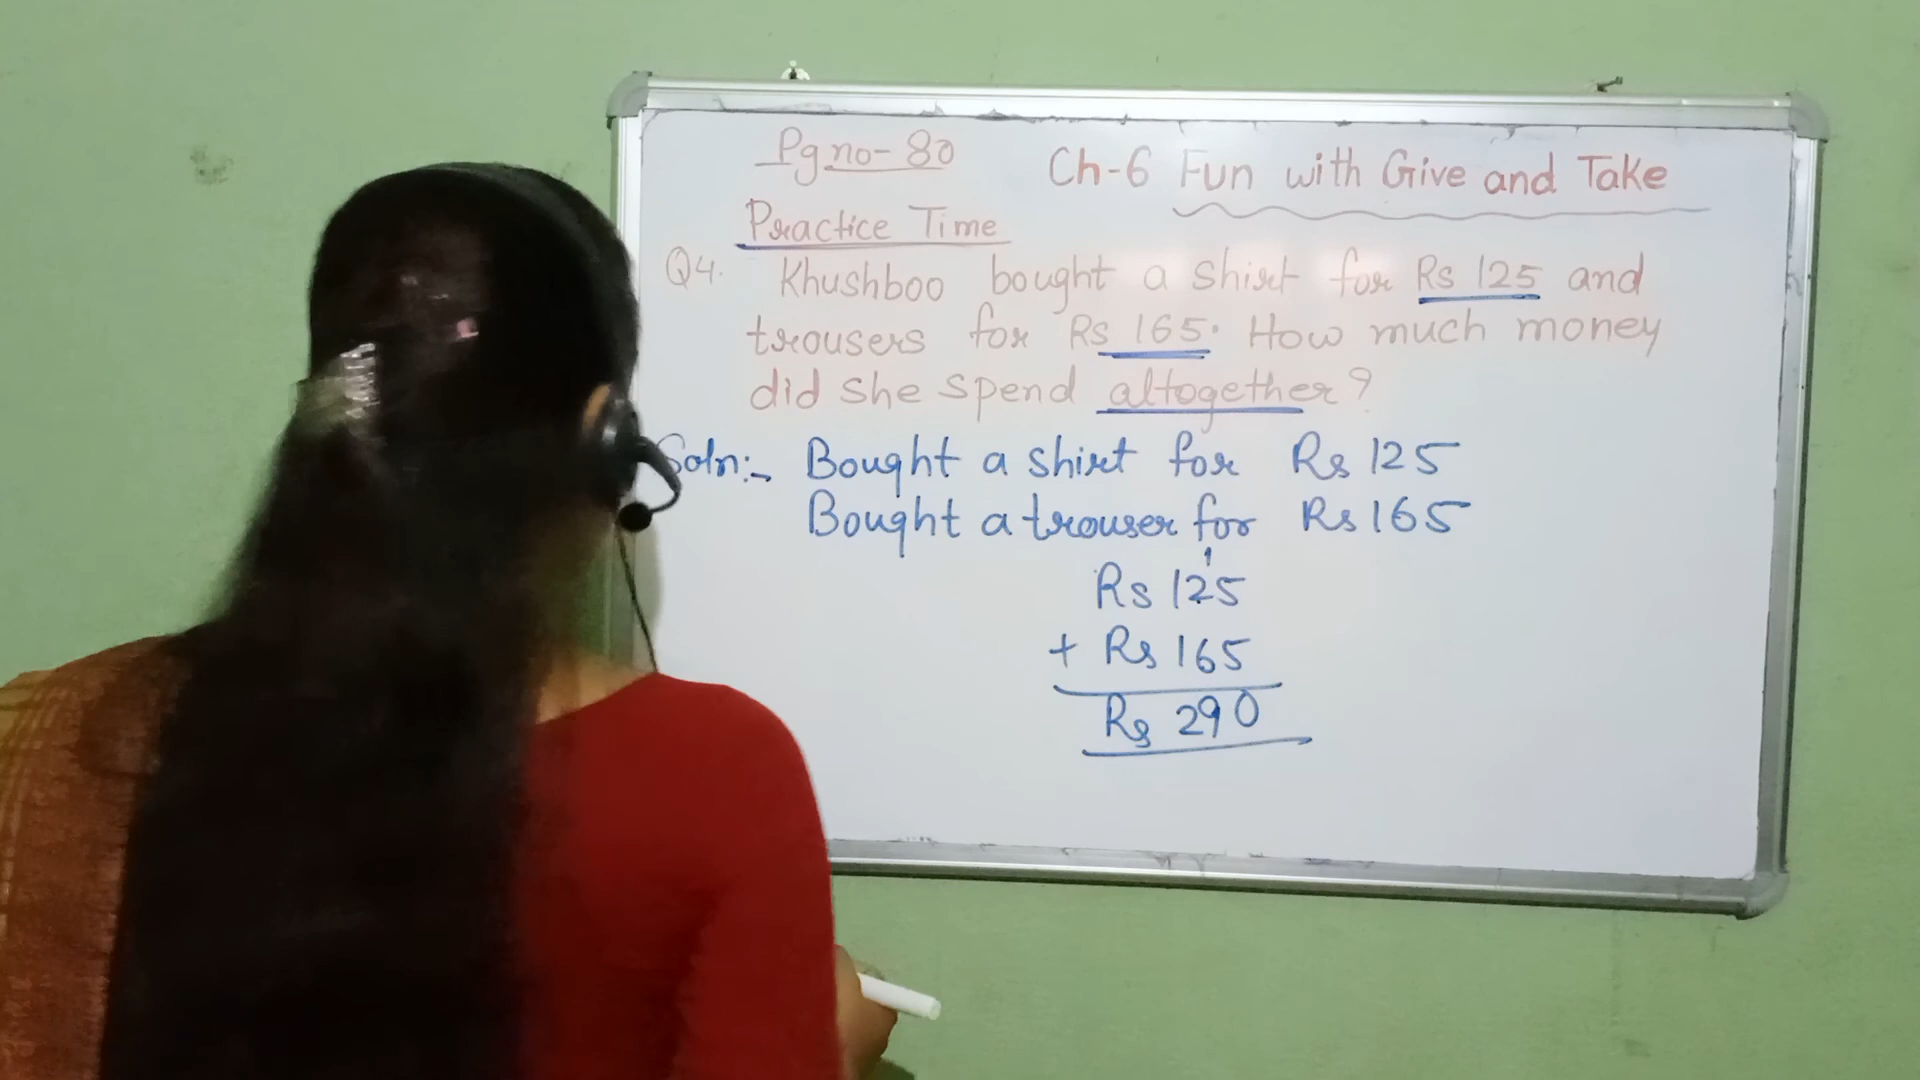 Pg no- 80
Ch-6 Fun with Give and Take
Practice Time
Q4. Khushboo bought a shirt for Rs 125 and
trousers for Rs 165. How much money
did she spend altogether?
Soln:- Bought a shirt for Rs 125
Bought a trouser for Rs 165
1
Rs 125
+ Rs 165
Rs 290